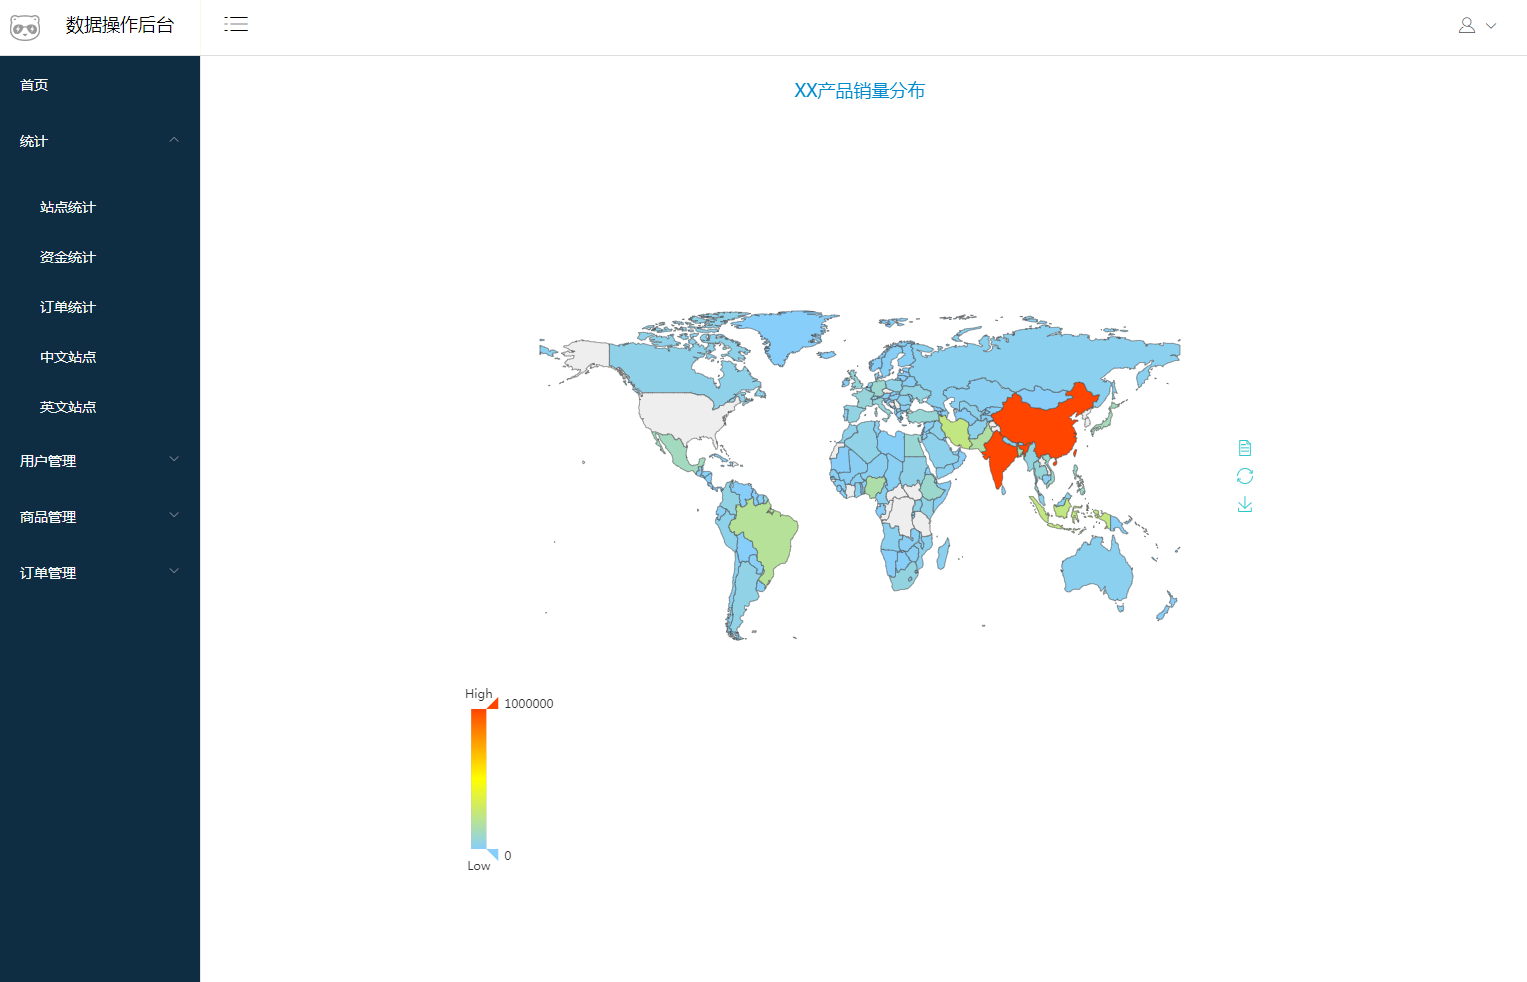 数据操作后台
首页
统计
站点统计
资金统计
订单统计
中文站点
英文站点
用户管理
商品管理
订单管理
XX产品销量分布
High
1000000
0
Low